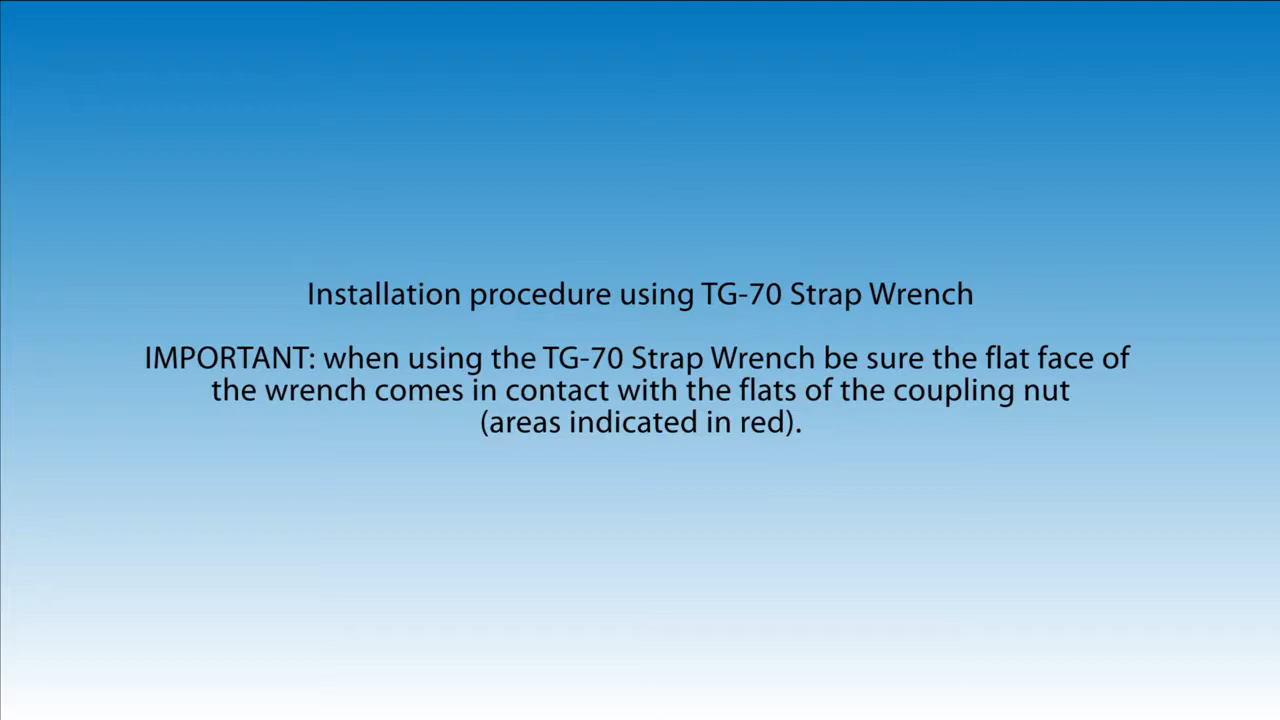 Installation procedure using TG-70 Strap Wrench
IMPORTANT: when using the TG-70 Strap Wrench be sure the flat face of
the wrench comes in contact with the flats of the coupling nut
(areas indicated in red).